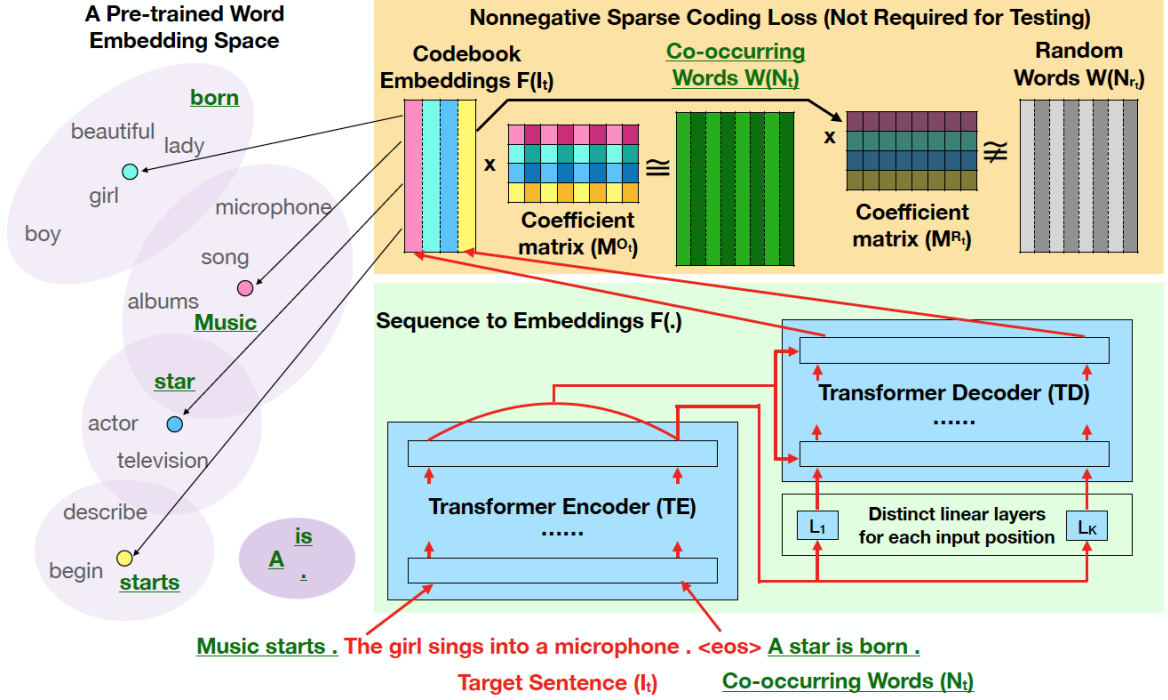 A Pre-trained Word
Embedding Space
born
beautiful
lady
girl
boy
microphone
song
albums
Music
star
actor
television
describe
begin
starts
is
A
.
Nonnegative Sparse Coding Loss (Not Required for Testing)
Codebook
Embeddings F(Iₜ)
Co-occurring
Words W(Nₜ)
Random
Words W(Nrₜ)
x
≅
x
≇
Coefficient
matrix (Mᴼₜ)
Coefficient
matrix (Mᴿₜ)
Sequence to Embeddings F(.)
Transformer Decoder (TD)
......
Transformer Encoder (TE)
......
L₁
Distinct linear layers
for each input position
Lₖ
Music starts . The girl sings into a microphone . <eos> A star is born .
Target Sentence (Iₜ)
Co-occurring Words (Nₜ)